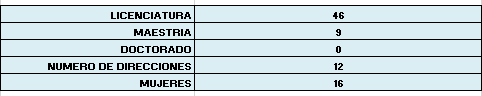 LICENCIATURA 46
MAESTRIA 9
DOCTORADO 0
NUMERO DE DIRECCIONES 12
MUJERES 16